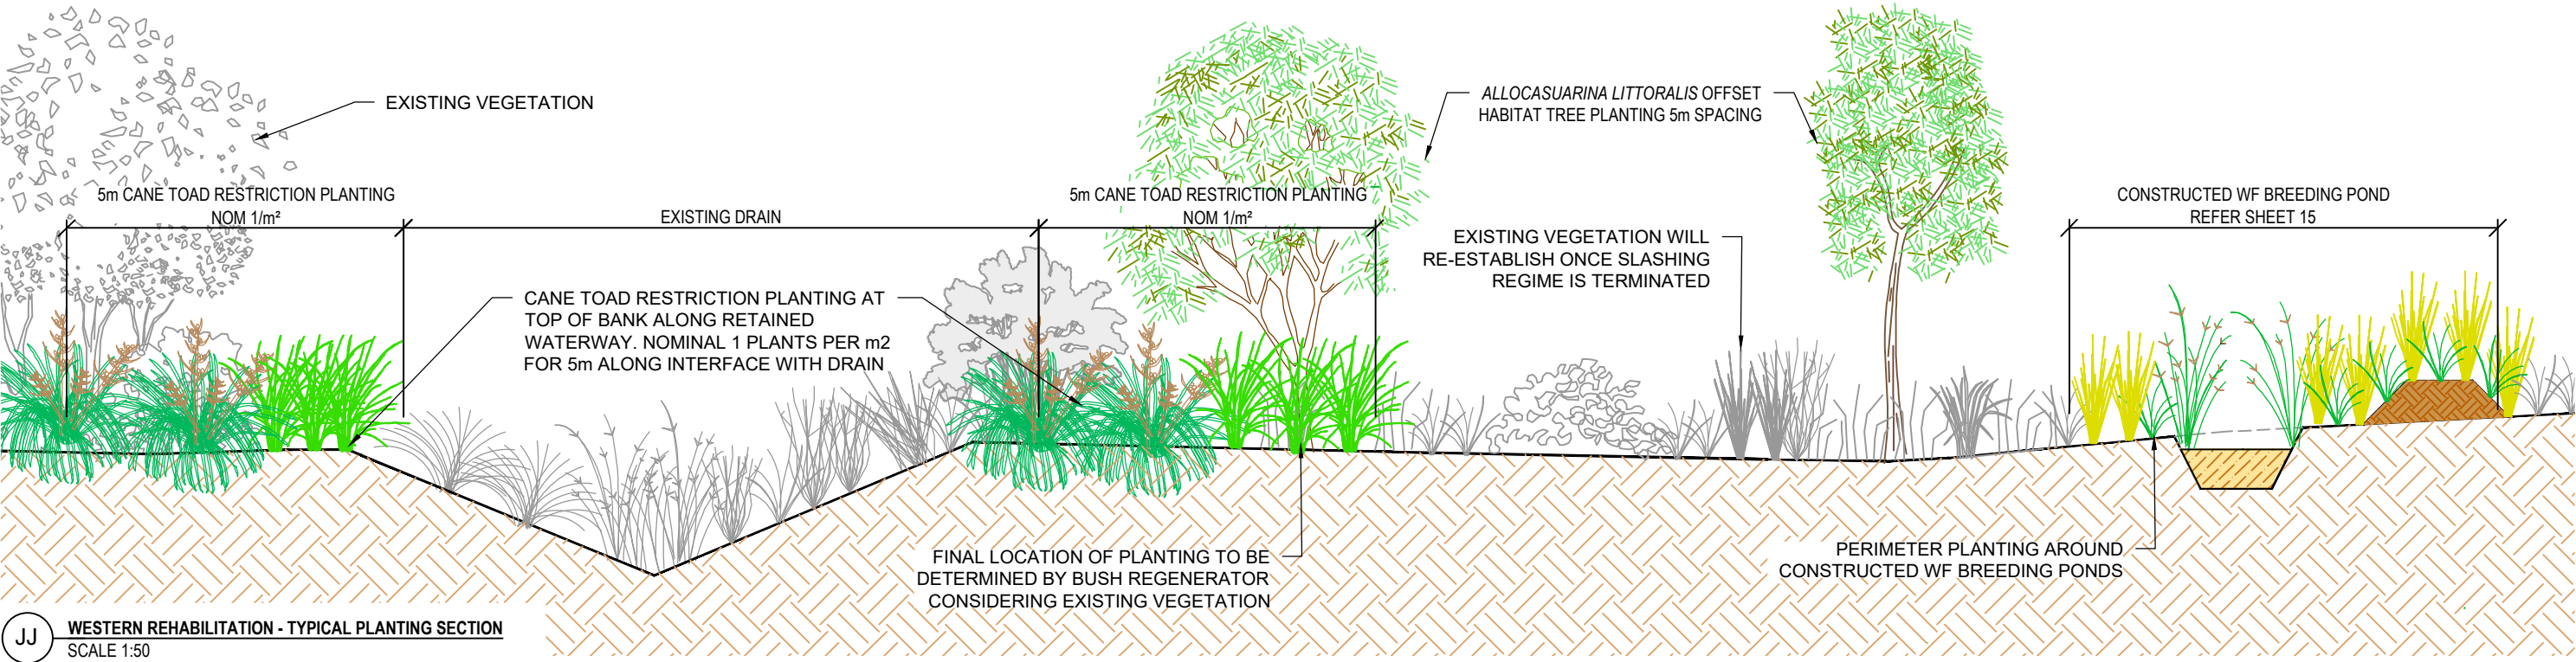 EXISTING VEGETATION
5m CANE TOAD RESTRICTION PLANTING
NOM 1/m²
EXISTING DRAIN
5m CANE TOAD RESTRICTION PLANTING
NOM 1/m²
ALLOCASUARINA LITTORALIS OFFSET
HABITAT TREE PLANTING 5m SPACING
CONSTRUCTED WF BREEDING POND
REFER SHEET 15
EXISTING VEGETATION WILL
RE-ESTABLISH ONCE SLASHING
REGIME IS TERMINATED
CANE TOAD RESTRICTION PLANTING AT
TOP OF BANK ALONG RETAINED
WATERWAY. NOMINAL 1 PLANTS PER m2
FOR 5m ALONG INTERFACE WITH DRAIN
FINAL LOCATION OF PLANTING TO BE
DETERMINED BY BUSH REGENERATOR
CONSIDERING EXISTING VEGETATION
PERIMETER PLANTING AROUND
CONSTRUCTED WF BREEDING PONDS
JJ
WESTERN REHABILITATION - TYPICAL PLANTING SECTION
SCALE 1:50